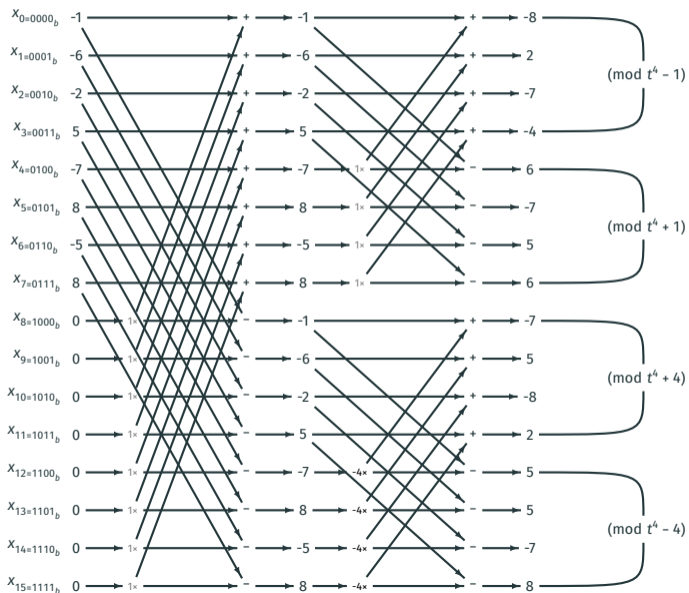 x0=0000b -1 + -1 + -8
x1=0001b -6 + -6 + 2
(mod t⁴ − 1)
x2=0010b -2 + -2 + -7
x3=0011b 5 + 5 + -4
x4=0100b -7 + -7 1× − 6
x5=0101b 8 + 8 1× − -7
(mod t⁴ + 1)
x6=0110b -5 + -5 1× − 5
x7=0111b 8 + 8 1× − 6
x8=1000b 0 1× − -1 + -7
x9=1001b 0 1× − -6 + 5
(mod t⁴ + 4)
x10=1010b 0 1× − -2 + -8
x11=1011b 0 1× − 5 + 2
x12=1100b 0 1× − -7 -4× − 5
x13=1101b 0 1× − 8 -4× − 5
(mod t⁴ − 4)
x14=1110b 0 1× − -5 -4× − -7
x15=1111b 0 1× − 8 -4× − 8